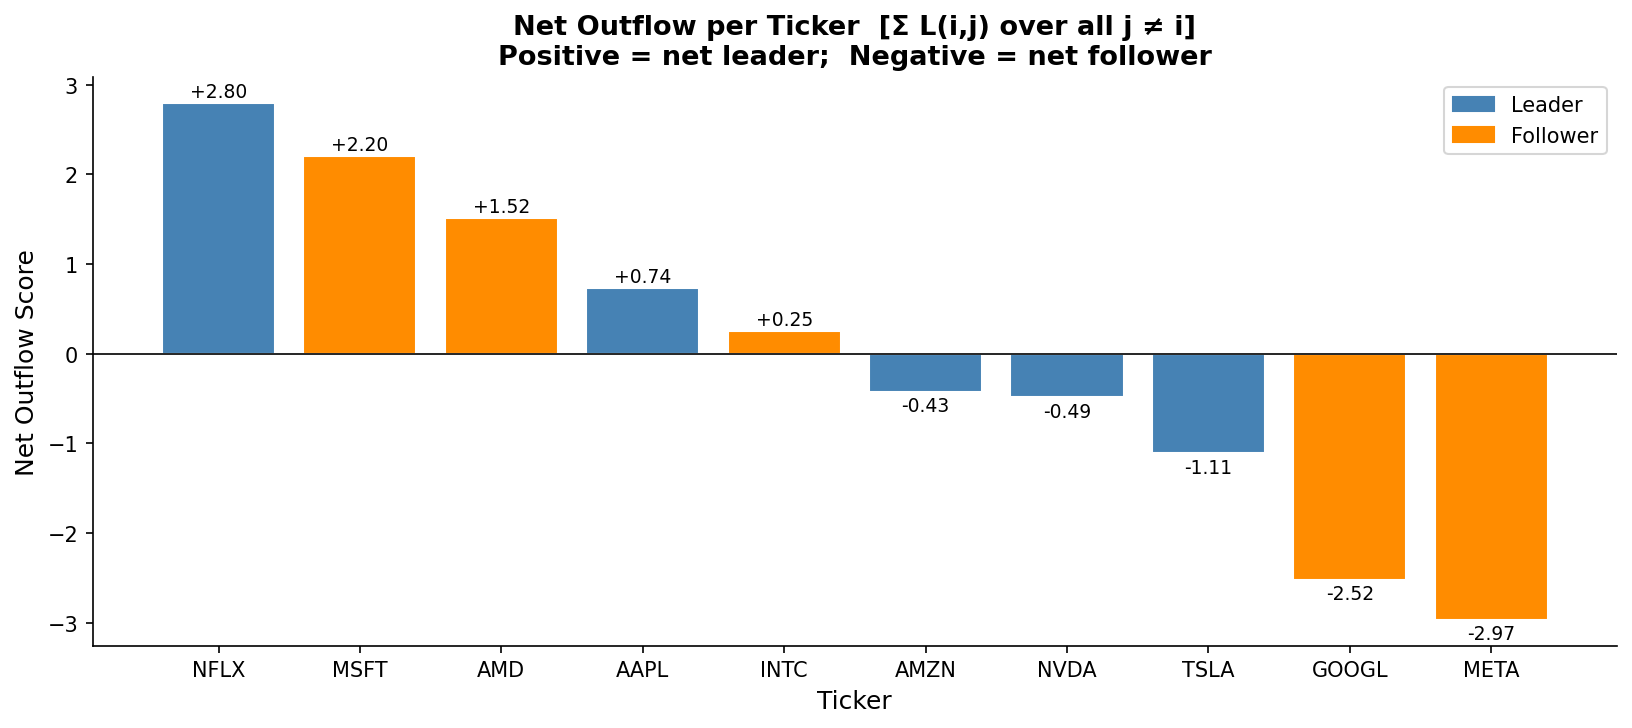 Net Outflow per Ticker  [Σ L(i,j) over all j ≠ i]
Positive = net leader;  Negative = net follower
Leader
Follower
Net Outflow Score
3
2
1
0
−1
−2
−3
+2.80
+2.20
+1.52
+0.74
+0.25
-0.43
-0.49
-1.11
-2.52
-2.97
NFLX MSFT AMD AAPL INTC AMZN NVDA TSLA GOOGL META
Ticker